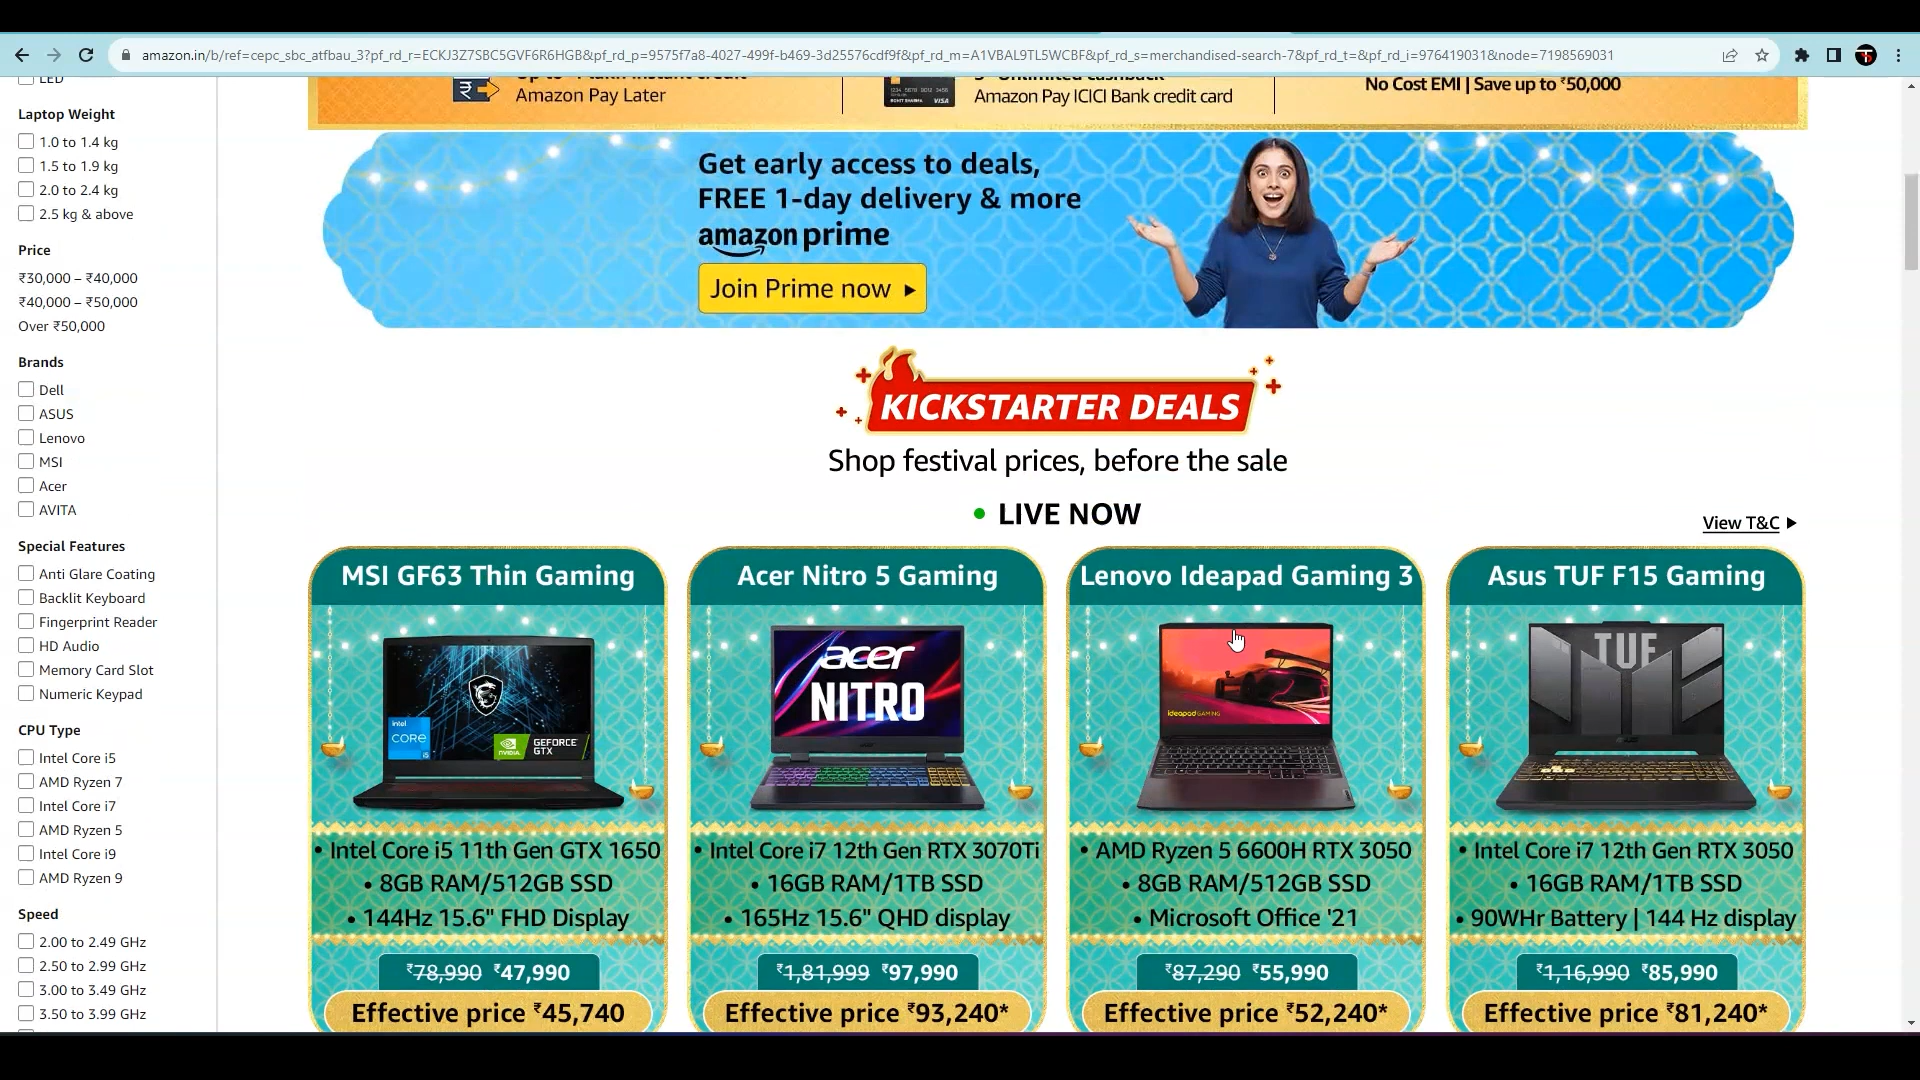 amazon.in/b/ref=cepc_sbc_atfbau_3?pf_rd_r=ECKJ3Z7SBC5GVF6R6HGB&pf_rd_p=9575f7a8-4027-499f-b469-3d25576cdf9f&pf_rd_m=A1VBAL9TL5WCBF&pf_rd_s=merchandised-search-7&pf_rd_t=&pf_rd_i=976419031&node=7198569031
LED
Laptop Weight
1.0 to 1.4 kg
1.5 to 1.9 kg
2.0 to 2.4 kg
2.5 kg & above
Price
₹30,000 – ₹40,000
₹40,000 – ₹50,000
Over ₹50,000
Brands
Dell
ASUS
Lenovo
MSI
Acer
AVITA
Special Features
Anti Glare Coating
Backlit Keyboard
Fingerprint Reader
HD Audio
Memory Card Slot
Numeric Keypad
CPU Type
Intel Core i5
AMD Ryzen 7
Intel Core i7
AMD Ryzen 5
Intel Core i9
AMD Ryzen 9
Speed
2.00 to 2.49 GHz
2.50 to 2.99 GHz
3.00 to 3.49 GHz
3.50 to 3.99 GHz
Amazon Pay Later
Unlimited cashback
Amazon Pay ICICI Bank credit card
VISA
No Cost EMI | Save up to ₹50,000
Get early access to deals,
FREE 1-day delivery & more
amazon prime
Join Prime now ▶
KICKSTARTER DEALS
Shop festival prices, before the sale
• LIVE NOW
View T&C ▶
MSI GF63 Thin Gaming
intel
CORE
i5
NVIDIA
GEFORCE
GTX
• Intel Core i5 11th Gen GTX 1650
• 8GB RAM/512GB SSD
• 144Hz 15.6" FHD Display
₹78,990 ₹47,990
Effective price ₹45,740
Acer Nitro 5 Gaming
acer
NITRO
• Intel Core i7 12th Gen RTX 3070Ti
• 16GB RAM/1TB SSD
• 165Hz 15.6" QHD display
₹1,81,999 ₹97,990
Effective price ₹93,240*
Lenovo Ideapad Gaming 3
ideapad GAMING
• AMD Ryzen 5 6600H RTX 3050
• 8GB RAM/512GB SSD
• Microsoft Office '21
₹87,290 ₹55,990
Effective price ₹52,240*
Asus TUF F15 Gaming
TUF
• Intel Core i7 12th Gen RTX 3050
• 16GB RAM/1TB SSD
• 90WHr Battery | 144 Hz display
₹1,16,990 ₹85,990
Effective price ₹81,240*